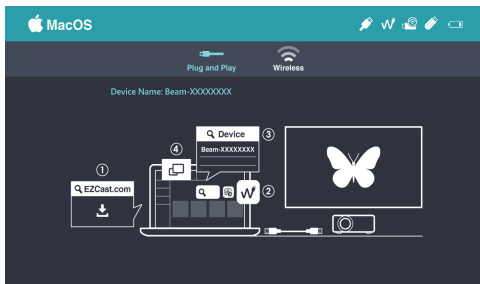 MacOS
Plug and Play
Wireless
Device Name: Beam-XXXXXXXX
④
Device
③
Beam-XXXXXXXX
①
EZCast.com
②